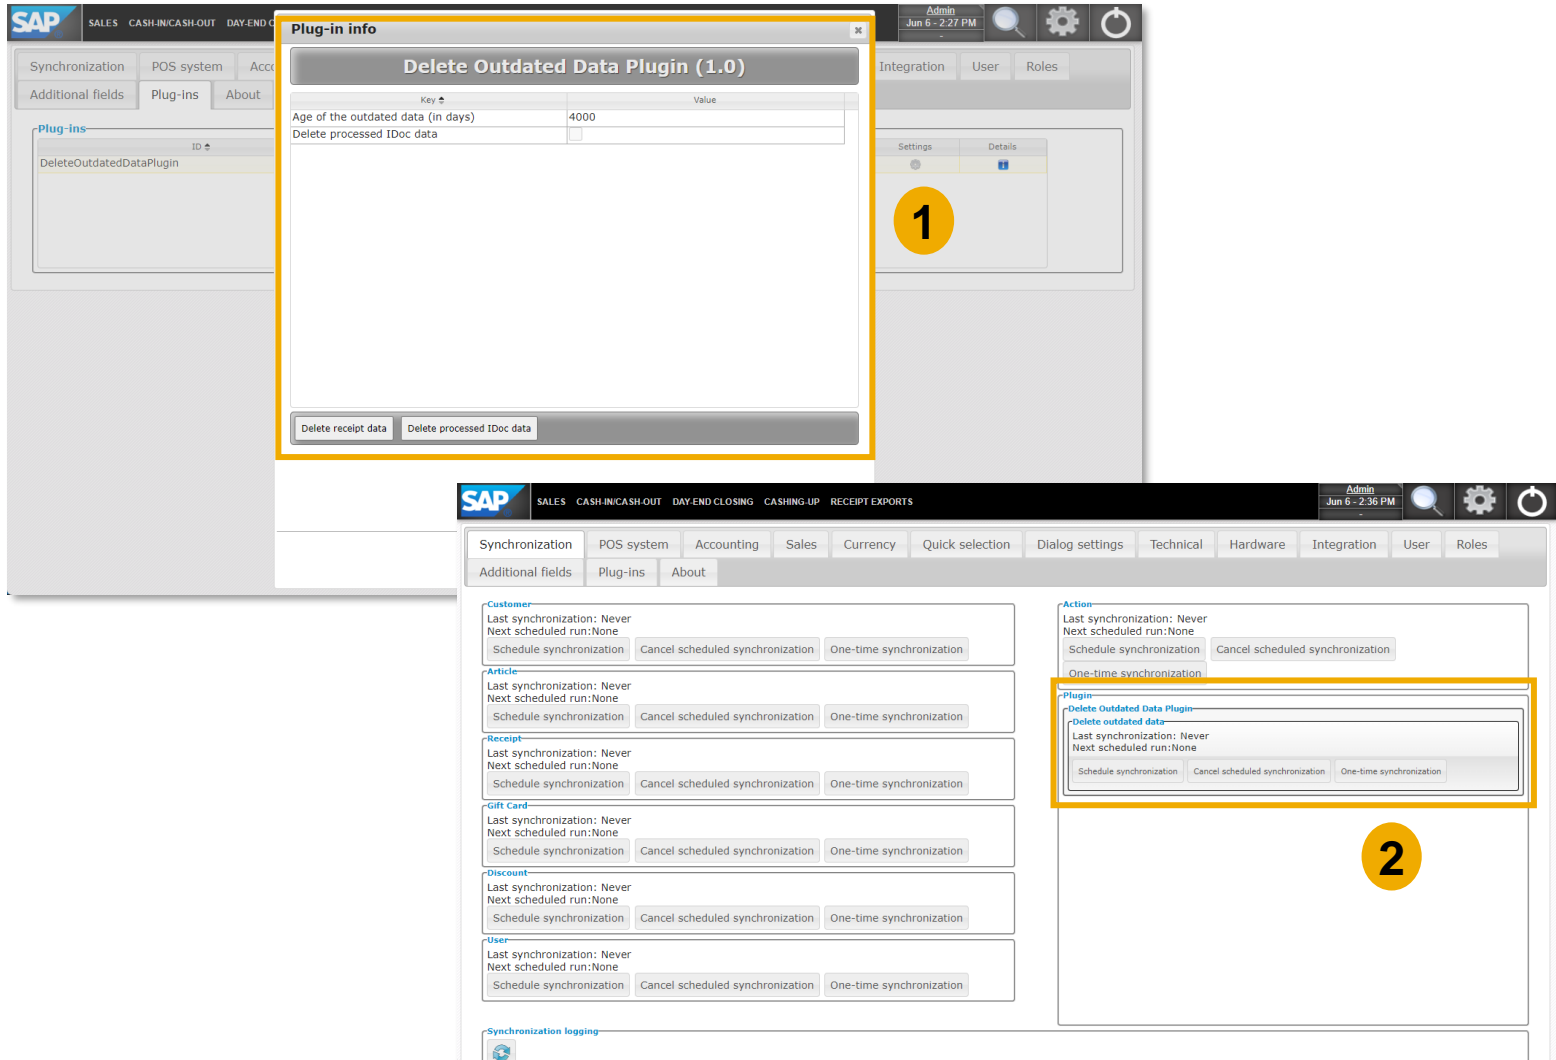 SAP SALES CASH-IN/CASH-OUT DAY-END C
Admin
Jun 6 - 2:27 PM
-
Plug-in info
Synchronization POS system Acco
Integration User Roles
Additional fields Plug-ins About
Delete Outdated Data Plugin (1.0)
Key Value
Age of the outdated data (in days) 4000
Delete processed IDoc data
Plug-ins
ID Settings Details
DeleteOutdatedDataPlugin
1
Delete receipt data Delete processed IDoc data
SAP SALES CASH-IN/CASH-OUT DAY-END CLOSING CASHING-UP RECEIPT EXPORTS
Admin
Jun 6 - 2:36 PM
-
Synchronization POS system Accounting Sales Currency Quick selection Dialog settings Technical Hardware Integration User Roles
Additional fields Plug-ins About
Customer
Last synchronization: Never
Next scheduled run:None
Schedule synchronization Cancel scheduled synchronization One-time synchronization
Article
Last synchronization: Never
Next scheduled run:None
Schedule synchronization Cancel scheduled synchronization One-time synchronization
Receipt
Last synchronization: Never
Next scheduled run:None
Schedule synchronization Cancel scheduled synchronization One-time synchronization
Gift Card
Last synchronization: Never
Next scheduled run:None
Schedule synchronization Cancel scheduled synchronization One-time synchronization
Discount
Last synchronization: Never
Next scheduled run:None
Schedule synchronization Cancel scheduled synchronization One-time synchronization
User
Last synchronization: Never
Next scheduled run:None
Schedule synchronization Cancel scheduled synchronization One-time synchronization
Action
Last synchronization: Never
Next scheduled run:None
Schedule synchronization Cancel scheduled synchronization
One-time synchronization
Plugin
Delete Outdated Data Plugin
Delete outdated data
Last synchronization: Never
Next scheduled run:None
Schedule synchronization Cancel scheduled synchronization One-time synchronization
2
Synchronization logging